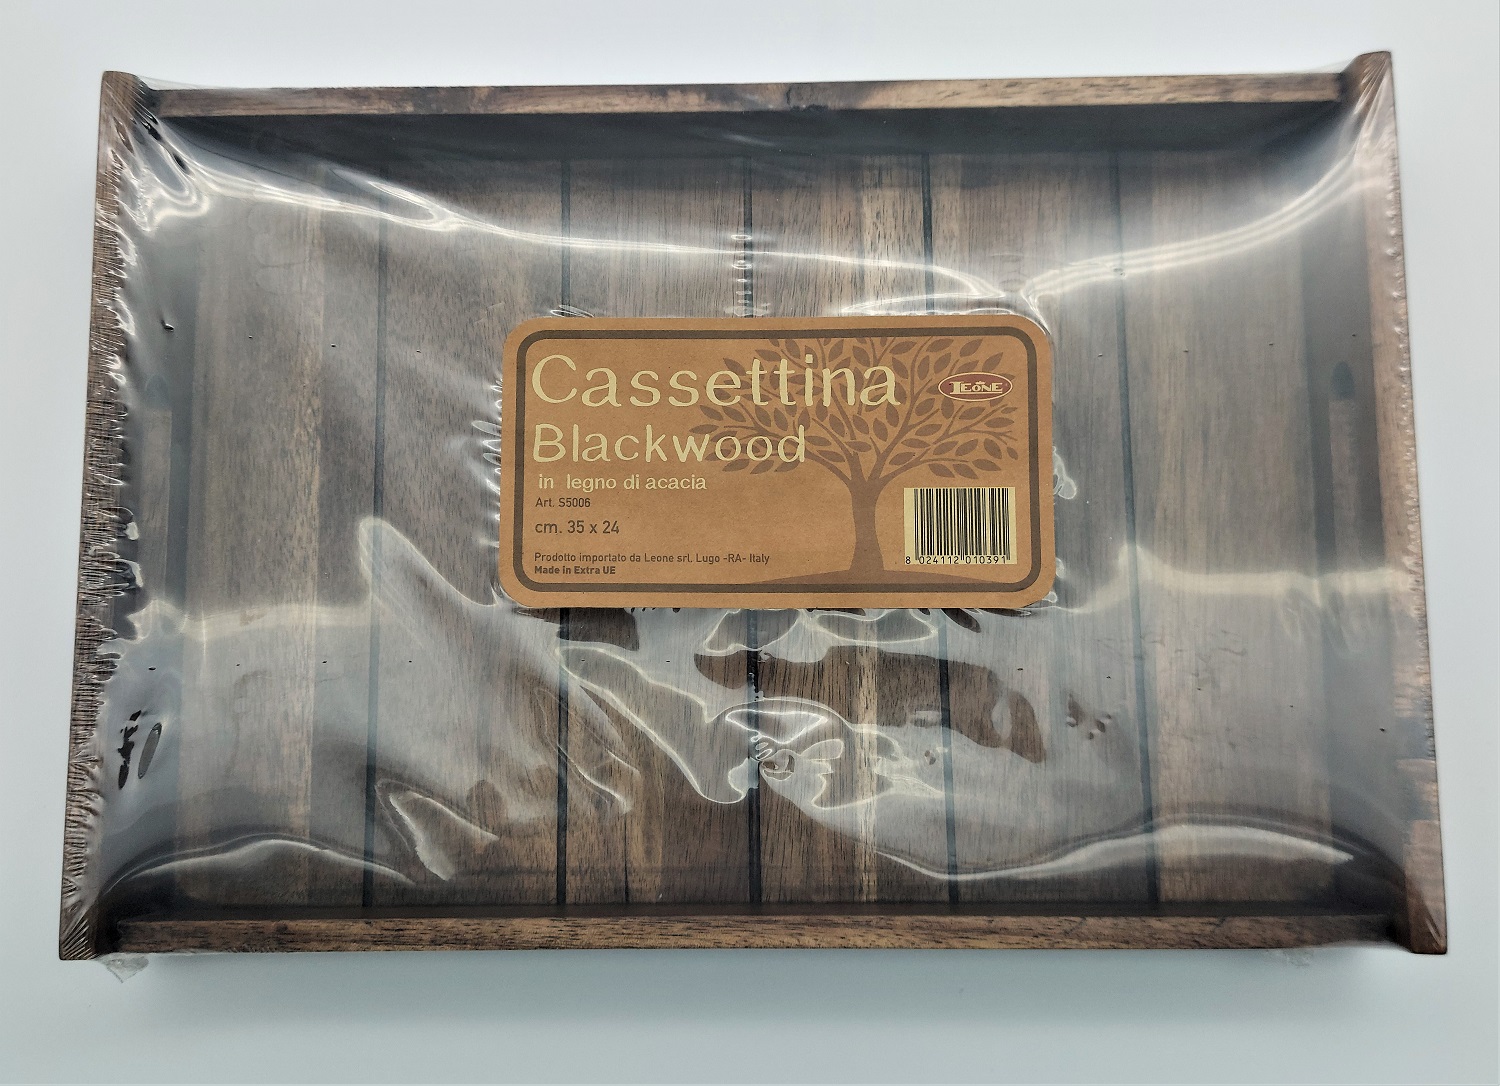 Cassettina
LEONE
Blackwood
in legno di acacia
Art. S5006
cm. 35 x 24
Prodotto importato da Leone srl, Lugo -RA- Italy
Made in Extra UE
8 024112 010391